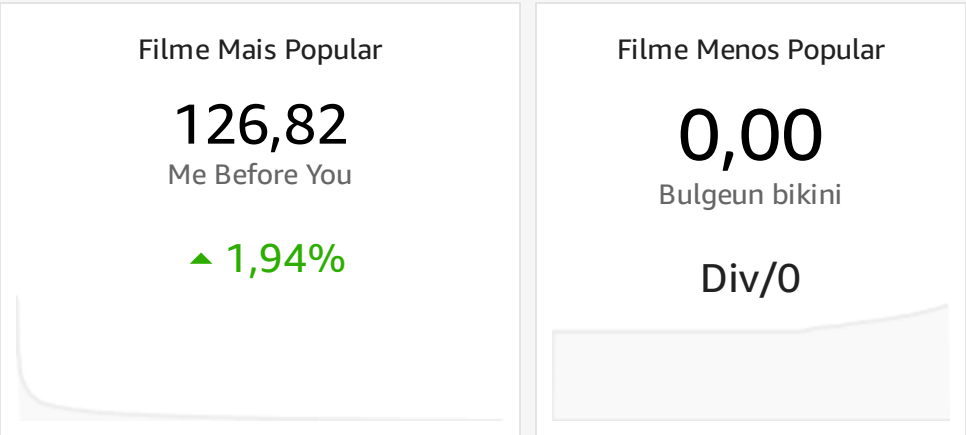 Filme Mais Popular
126,82
Me Before You
1,94%
Filme Menos Popular
0,00
Bulgeun bikini
Div/0